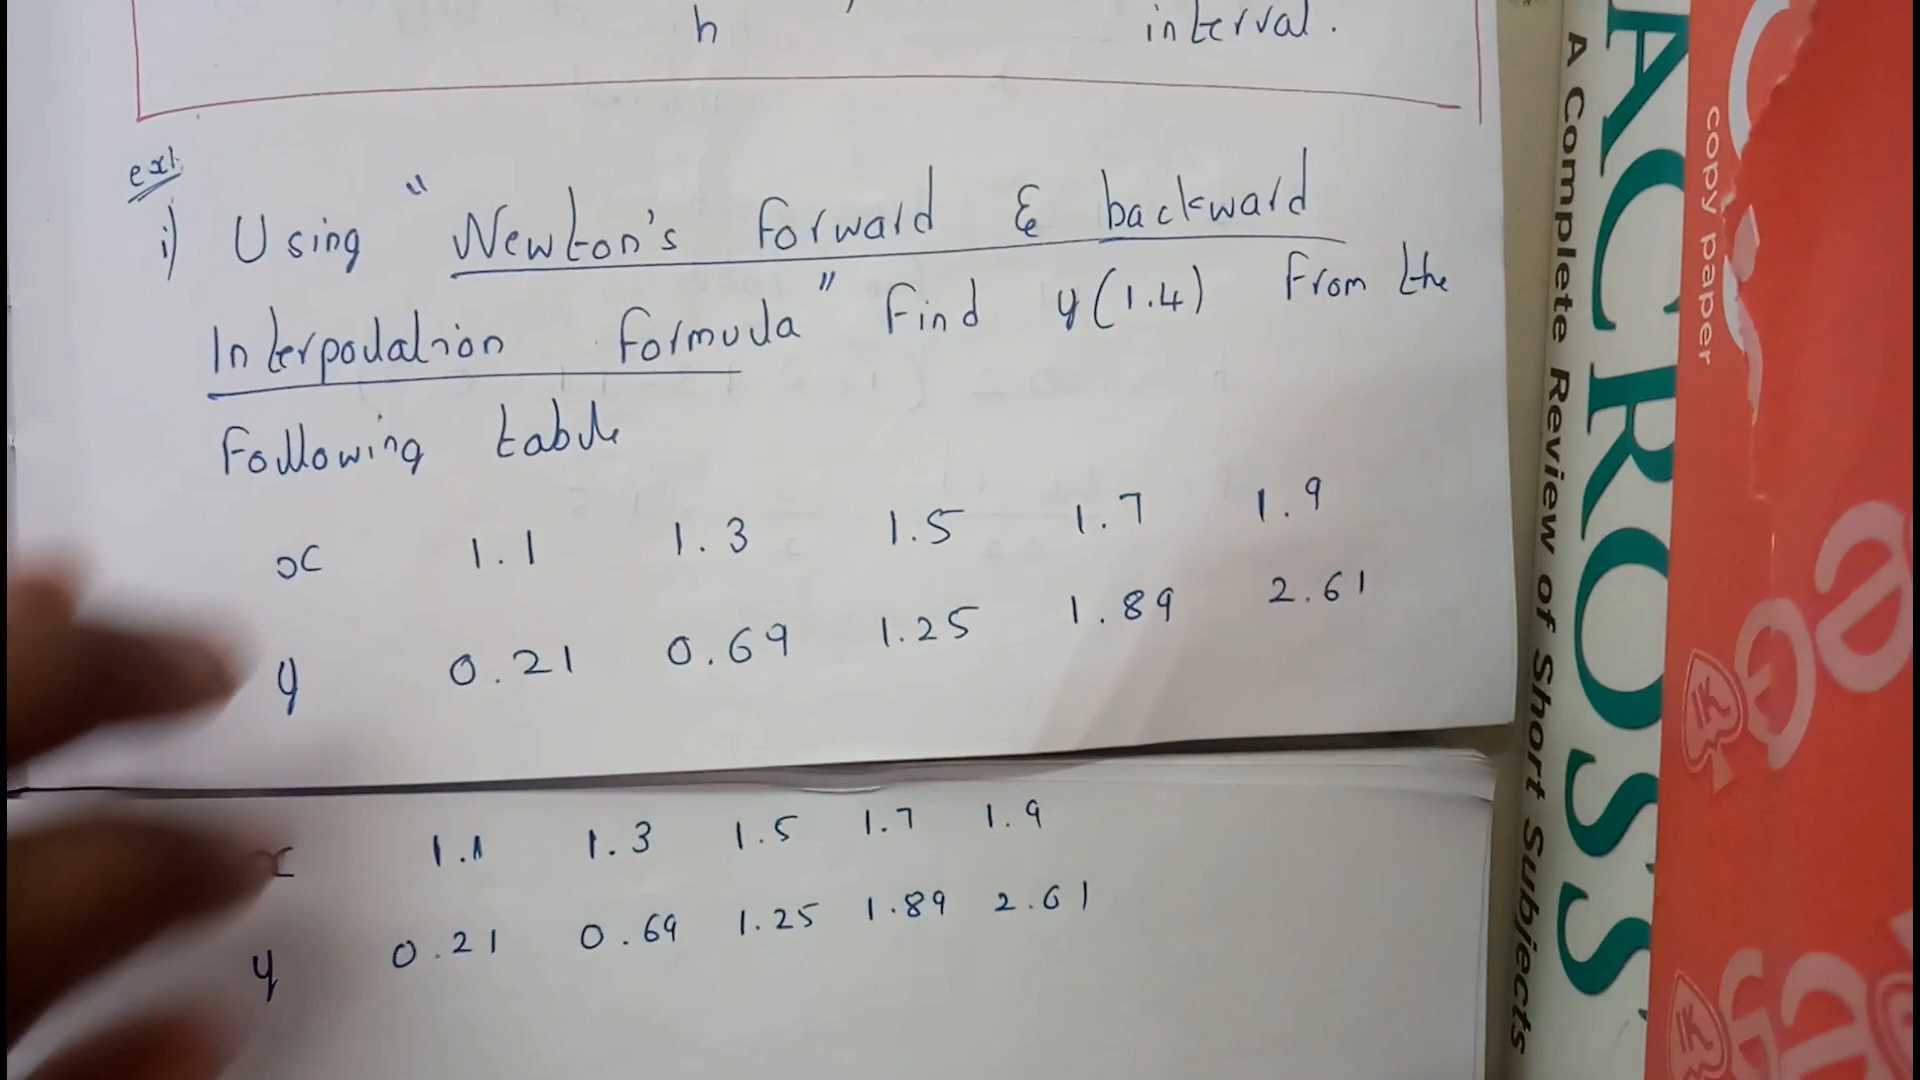 h interval.
ex1.
i) Using "Newton's forward & backward
Interpolation formula" Find y(1.4) From the
Following table
x 1.1 1.3 1.5 1.7 1.9
y 0.21 0.69 1.25 1.89 2.61
x 1.1 1.3 1.5 1.7 1.9
y 0.21 0.69 1.25 1.89 2.61
ACROSS
A Complete Review of Short Subjects
copy paper